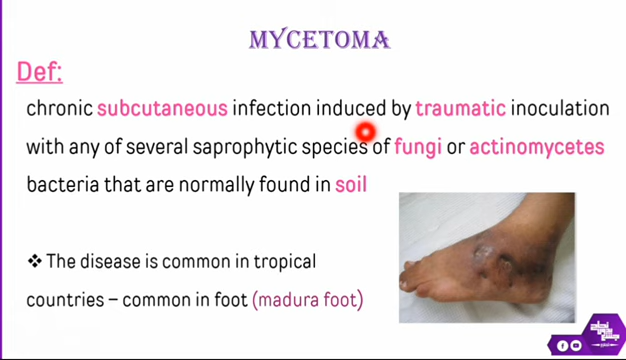 MYCETOMA
Def:
chronic subcutaneous infection induced by traumatic inoculation
with any of several saprophytic species of fungi or actinomycetes
bacteria that are normally found in soil
❖ The disease is common in tropical
countries – common in foot (madura foot)